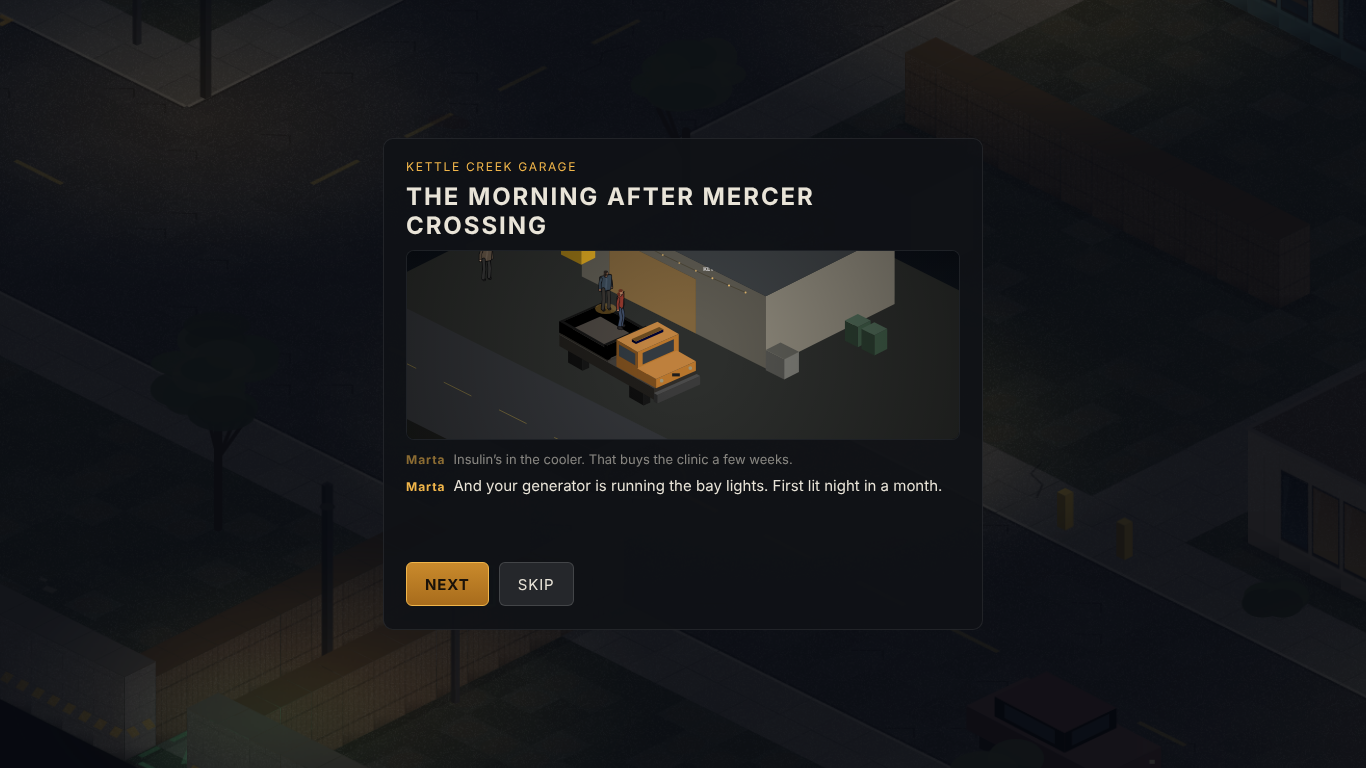 KETTLE CREEK GARAGE
THE MORNING AFTER MERCER
CROSSING
Marta Insulin’s in the cooler. That buys the clinic a few weeks.
Marta And your generator is running the bay lights. First lit night in a month.
NEXT SKIP